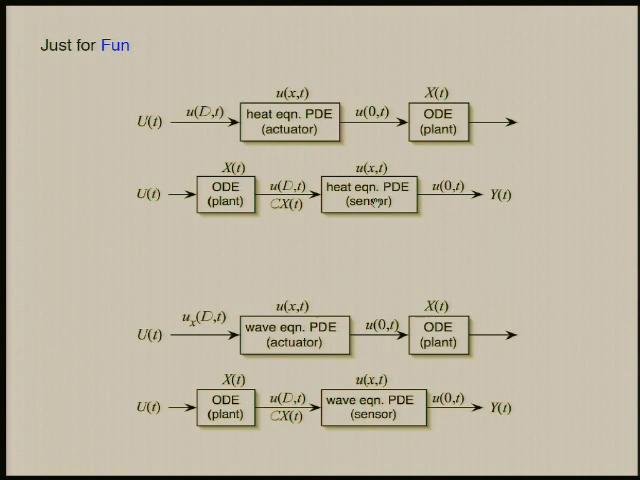 Just for Fun
u(x,t) X(t)
U(t) u(D,t) heat eqn. PDE u(0,t) ODE
(actuator) (plant)
X(t) u(x,t)
U(t) ODE u(D,t) heat eqn. PDE u(0,t) Y(t)
(plant) CX(t) (sensor)
u(x,t) X(t)
U(t) uₓ(D,t) wave eqn. PDE u(0,t) ODE
(actuator) (plant)
X(t) u(x,t)
U(t) ODE u(D,t) wave eqn. PDE u(0,t) Y(t)
(plant) CX(t) (sensor)